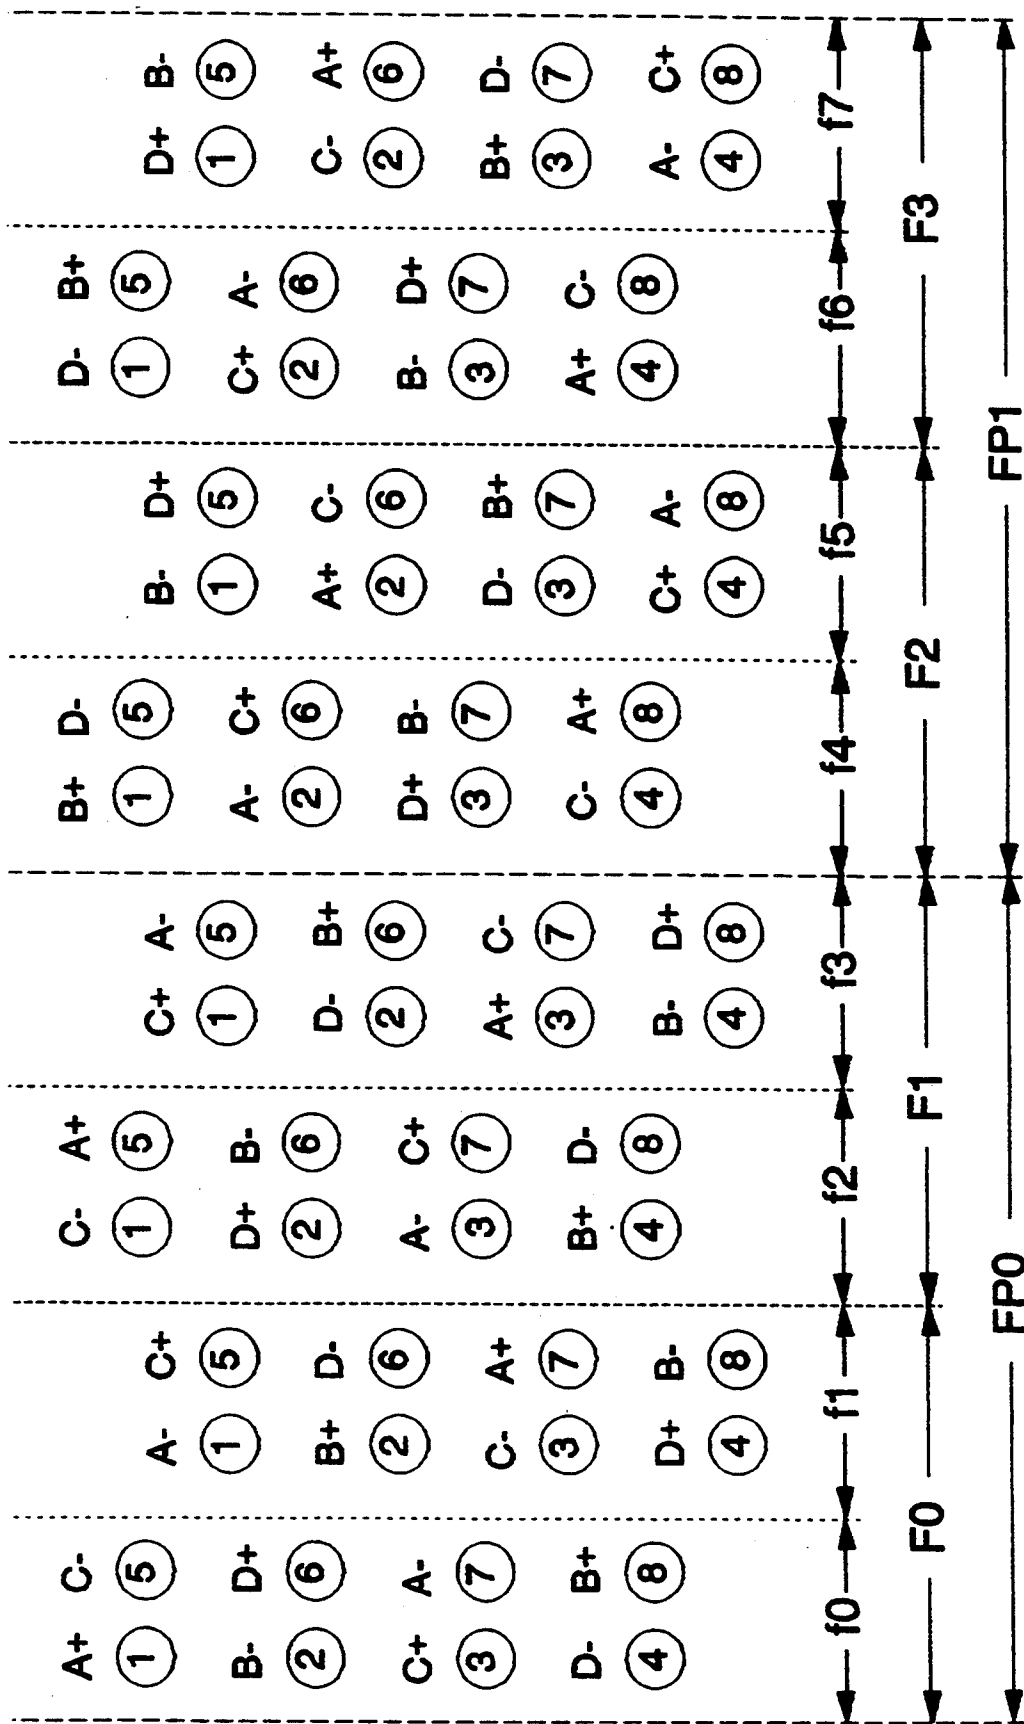 A+ C- C- A+ B+ D- D- B+
1 5 1 5 1 5 1 5
A- C+ C+ A- B- D+ D+ B-
1 5 1 5 1 5 1 5
B- D+ D+ B- A- C+ C+ A-
2 6 2 6 2 6 2 6
B+ D- D- B+ A+ C- C- A+
2 6 2 6 2 6 2 6
C+ A- A- C+ D+ B- B- D+
3 7 3 7 3 7 3 7
C- A+ A+ C- D- B+ B+ D-
3 7 3 7 3 7 3 7
D- B+ B+ D- C- A+ A+ C-
4 8 4 8 4 8 4 8
D+ B- B- D+ C+ A- A- C+
4 8 4 8 4 8 4 8
f0 f1 f2 f3 f4 f5 f6 f7
F0 F1 F2 F3
FP0 FP1